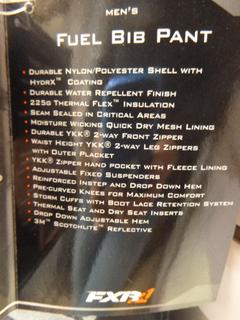 MEN'S
FUEL BIB PANT
• DURABLE NYLON/POLYESTER SHELL WITH
HYDRX™ COATING
• DURABLE WATER REPELLENT FINISH
• 225G THERMAL FLEX™ INSULATION
• SEAM SEALED IN CRITICAL AREAS
• MOISTURE WICKING QUICK DRY MESH LINING
• DURABLE YKK® 2-WAY FRONT ZIPPER
• WAIST HEIGHT YKK® 2-WAY LEG ZIPPERS
WITH OUTER PLACKET
• YKK® ZIPPER HAND POCKET WITH FLEECE LINING
• ADJUSTABLE FIXED SUSPENDERS
• REINFORCED INSTEP AND DROP DOWN HEM
• PRE-CURVED KNEES FOR MAXIMUM COMFORT
• STORM CUFFS WITH BOOT LACE RETENTION SYSTEM
• THERMAL SEAT AND DRY SEAT INSERTS
• DROP DOWN ADJUSTABLE HEM
• 3M™ SCOTCHLITE™ REFLECTIVE
FXR